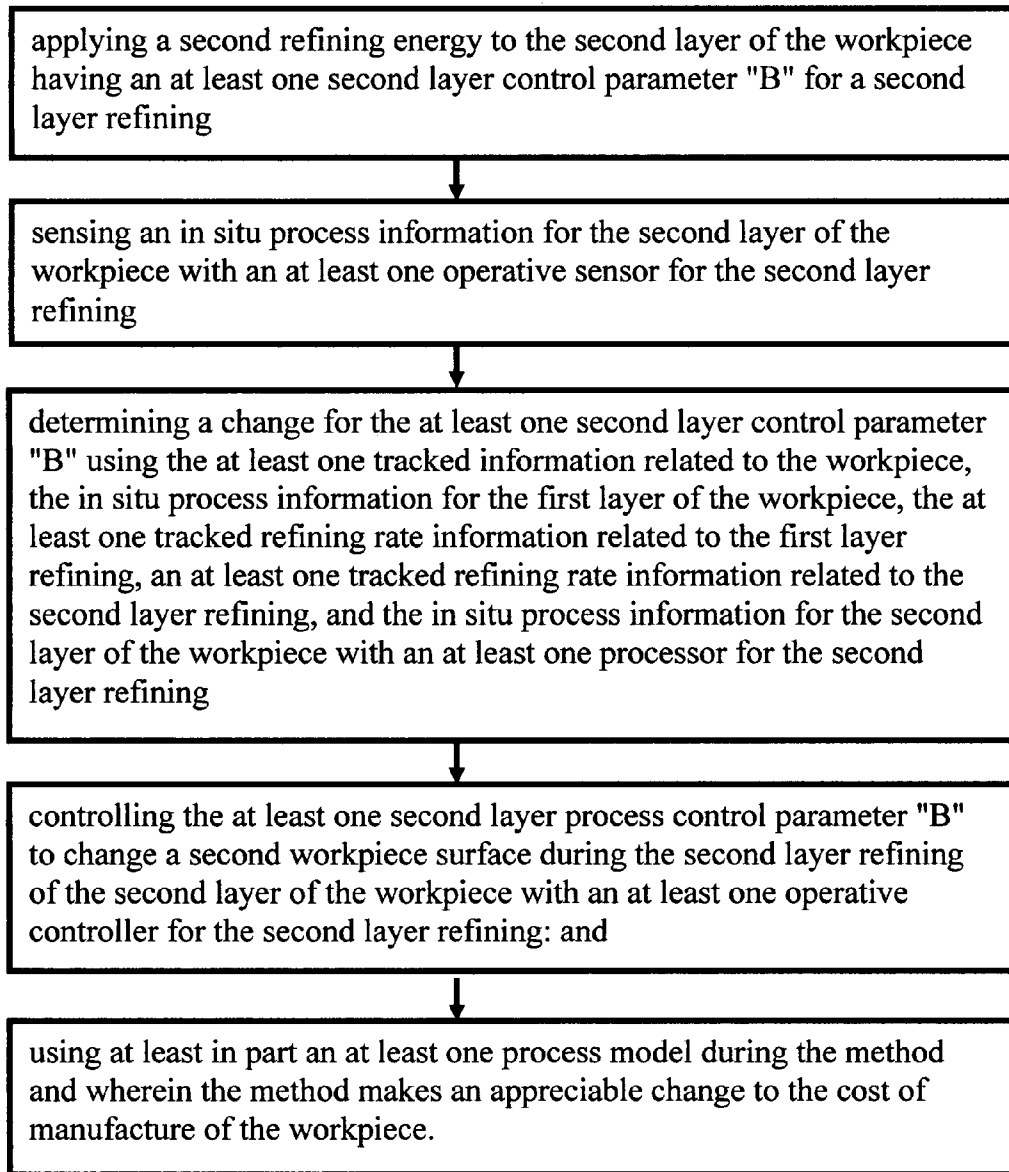 applying a second refining energy to the second layer of the workpiece
having an at least one second layer control parameter "B" for a second
layer refining
sensing an in situ process information for the second layer of the
workpiece with an at least one operative sensor for the second layer
refining
determining a change for the at least one second layer control parameter
"B" using the at least one tracked information related to the workpiece,
the in situ process information for the first layer of the workpiece, the at
least one tracked refining rate information related to the first layer
refining, an at least one tracked refining rate information related to the
second layer refining, and the in situ process information for the second
layer of the workpiece with an at least one processor for the second
layer refining
controlling the at least one second layer process control parameter "B"
to change a second workpiece surface during the second layer refining
of the second layer of the workpiece with an at least one operative
controller for the second layer refining: and
using at least in part an at least one process model during the method
and wherein the method makes an appreciable change to the cost of
manufacture of the workpiece.